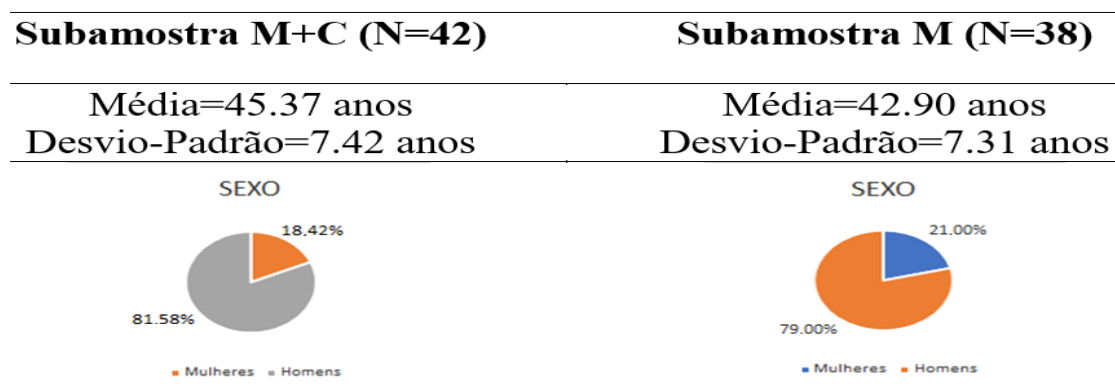 Subamostra M+C (N=42)
Subamostra M (N=38)
Média=45.37 anos
Desvio-Padrão=7.42 anos
Média=42.90 anos
Desvio-Padrão=7.31 anos
SEXO
18.42%
81.58%
Mulheres Homens
SEXO
21.00%
79.00%
Mulheres Homens